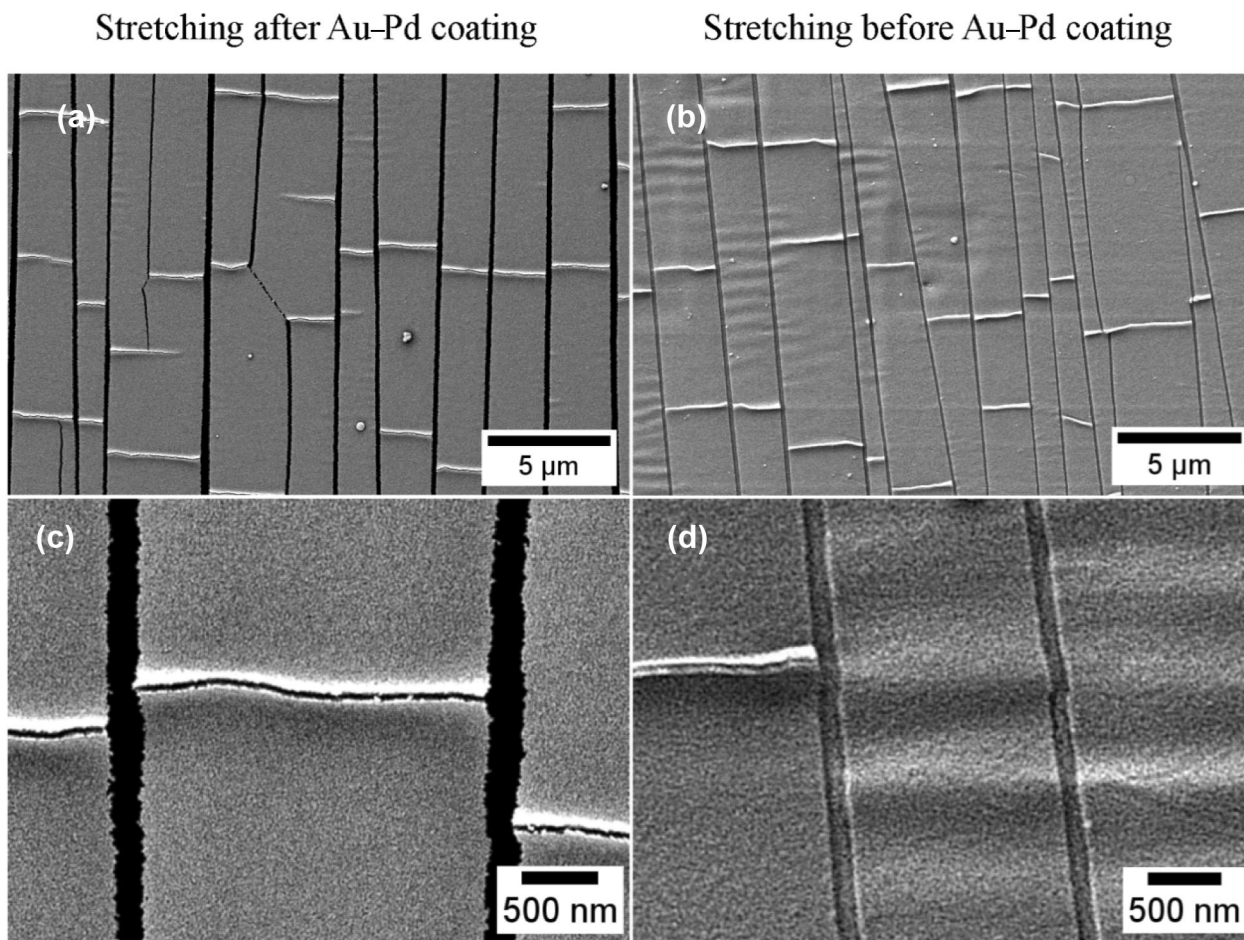 Stretching after Au–Pd coating
Stretching before Au–Pd coating
(a)
(b)
5 µm
5 µm
(c)
(d)
500 nm
500 nm